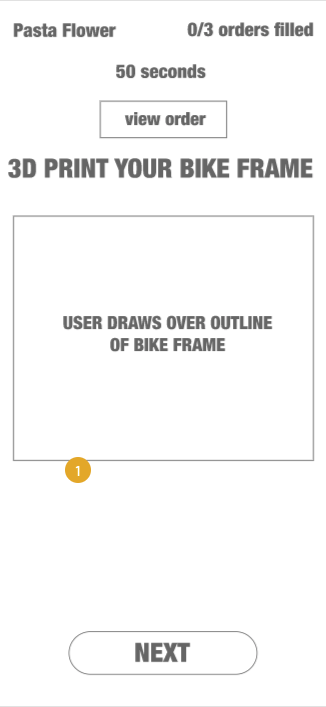 Pasta Flower
0/3 orders filled
50 seconds
view order
3D PRINT YOUR BIKE FRAME
USER DRAWS OVER OUTLINE
OF BIKE FRAME
1
NEXT